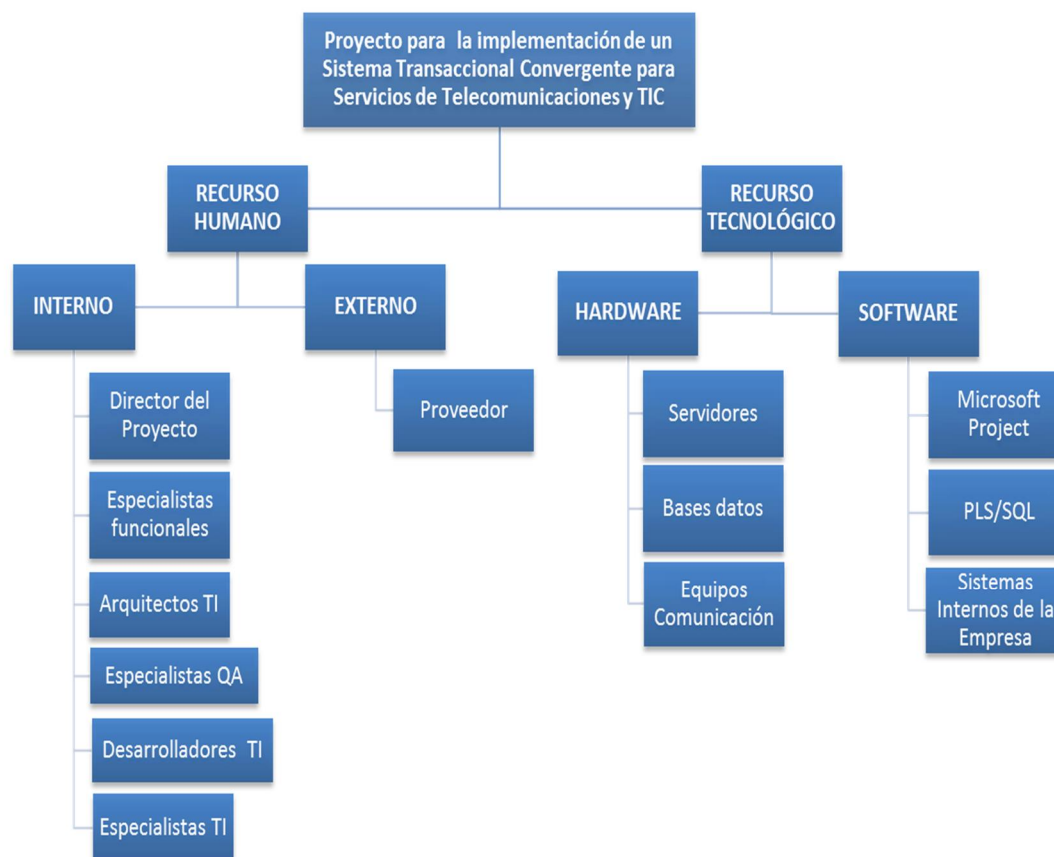 Proyecto para la implementación de un
Sistema Transaccional Convergente para
Servicios de Telecomunicaciones y TIC
RECURSO
HUMANO
RECURSO
TECNOLÓGICO
INTERNO
EXTERNO
HARDWARE
SOFTWARE
Director del
Proyecto
Especialistas
funcionales
Arquitectos TI
Especialistas QA
Desarrolladores TI
Especialistas TI
Proveedor
Servidores
Bases datos
Equipos
Comunicación
Microsoft
Project
PLS/SQL
Sistemas
Internos de la
Empresa